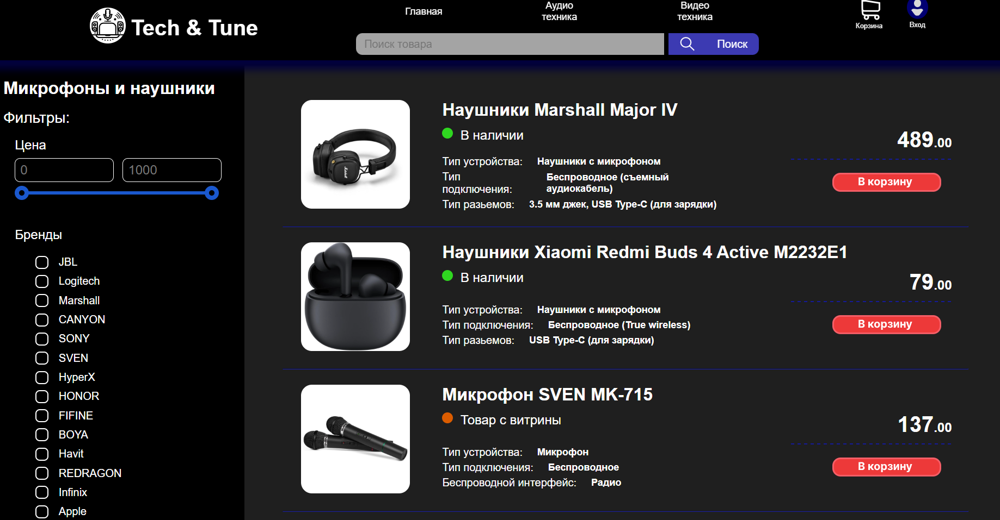 Tech & Tune
Главная
Аудио
техника
Видео
техника
Корзина
Вход
Поиск товара
Поиск
Микрофоны и наушники
Фильтры:
Цена
0
1000
Бренды
JBL
Logitech
Marshall
CANYON
SONY
SVEN
HyperX
HONOR
FIFINE
BOYA
Havit
REDRAGON
Infinix
Apple
Наушники Marshall Major IV
В наличии
489.00
Тип устройства: Наушники с микрофоном
Тип подключения: Беспроводное (съемный аудиокабель)
Тип разьемов: 3.5 мм джек, USB Type-C (для зарядки)
В корзину
Marshall
Наушники Xiaomi Redmi Buds 4 Active M2232E1
В наличии
79.00
Тип устройства: Наушники с микрофоном
Тип подключения: Беспроводное (True wireless)
Тип разьемов: USB Type-C (для зарядки)
В корзину
Микрофон SVEN MK-715
Товар с витрины
137.00
Тип устройства: Микрофон
Тип подключения: Беспроводное
Беспроводной интерфейс: Радио
В корзину